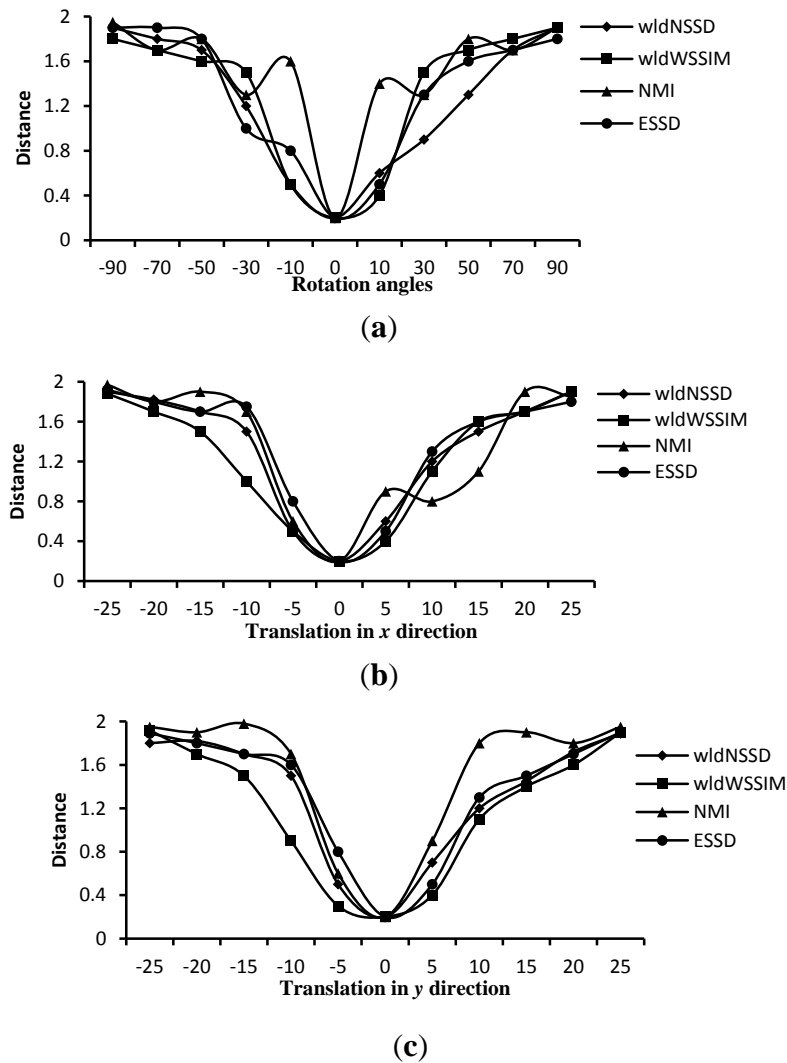 2
1.6
1.2
0.8
0.4
0
Distance
-90 -70 -50 -30 -10 0 10 30 50 70 90
Rotation angles
wldNSSD
wldWSSIM
NMI
ESSD
(a)
2
1.6
1.2
0.8
0.4
0
Distance
-25 -20 -15 -10 -5 0 5 10 15 20 25
Translation in x direction
wldNSSD
wldWSSIM
NMI
ESSD
(b)
2
1.6
1.2
0.8
0.4
0
Distance
-25 -20 -15 -10 -5 0 5 10 15 20 25
Translation in y direction
wldNSSD
wldWSSIM
NMI
ESSD
(c)